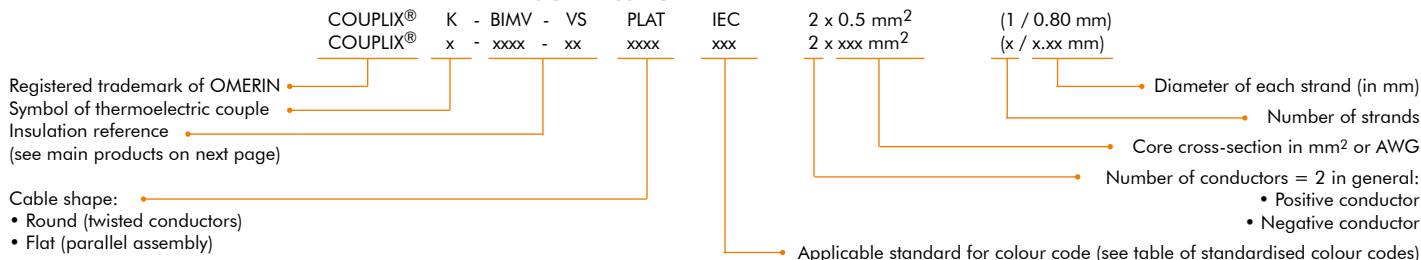 COUPLIX® K - BIMV - VS PLAT IEC 2 x 0.5 mm² (1 / 0.80 mm)
COUPLIX® x - xxxx - xx xxxx xxx 2 x xxx mm² (x / x.xx mm)
Registered trademark of OMERIN
Diameter of each strand (in mm)
Symbol of thermoelectric couple
Number of strands
Insulation reference
(see main products on next page)
Core cross-section in mm² or AWG
Number of conductors = 2 in general:
• Positive conductor
• Negative conductor
Cable shape:
• Round (twisted conductors)
• Flat (parallel assembly)
Applicable standard for colour code (see table of standardised colour codes)